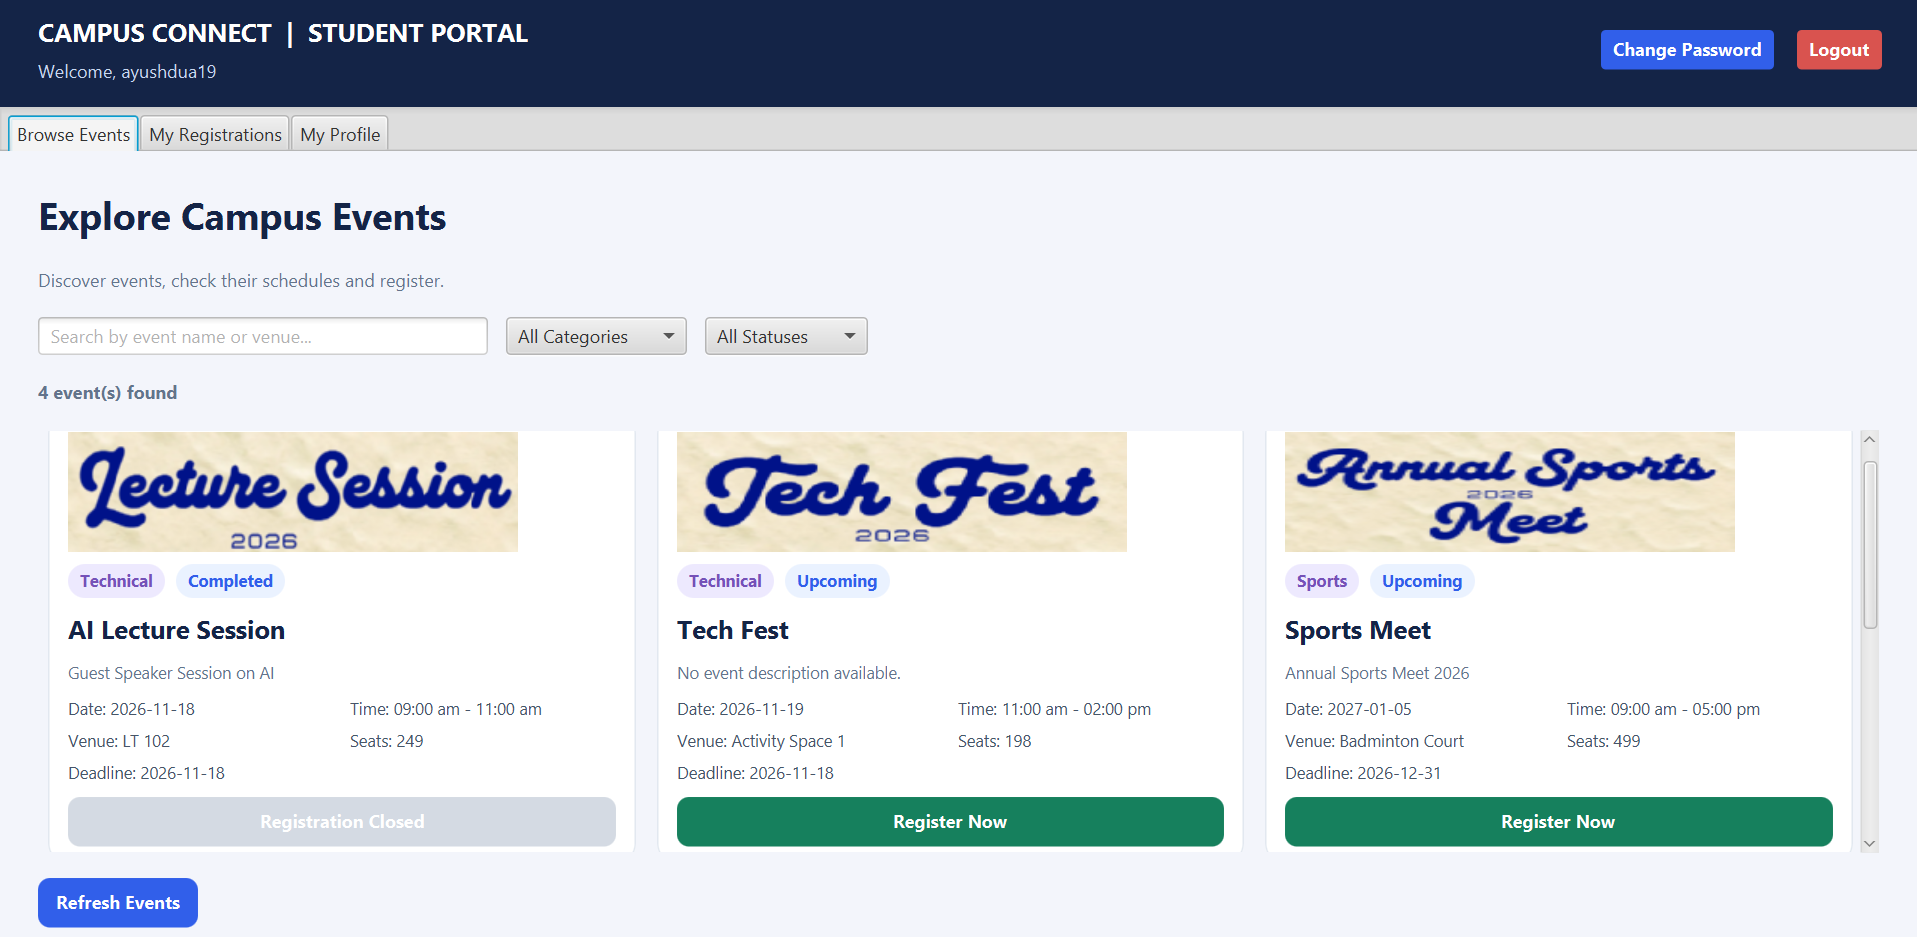 CAMPUS CONNECT | STUDENT PORTAL
Welcome, ayushdua19
Change Password
Logout
Browse Events
My Registrations
My Profile
Explore Campus Events
Discover events, check their schedules and register.
Search by event name or venue...
All Categories
All Statuses
4 event(s) found
Lecture Session
2026
Technical
Completed
AI Lecture Session
Guest Speaker Session on AI
Date: 2026-11-18
Time: 09:00 am - 11:00 am
Venue: LT 102
Seats: 249
Deadline: 2026-11-18
Registration Closed
Tech Fest
2026
Technical
Upcoming
Tech Fest
No event description available.
Date: 2026-11-19
Time: 11:00 am - 02:00 pm
Venue: Activity Space 1
Seats: 198
Deadline: 2026-11-18
Register Now
Annual Sports
2026
Meet
Sports
Upcoming
Sports Meet
Annual Sports Meet 2026
Date: 2027-01-05
Time: 09:00 am - 05:00 pm
Venue: Badminton Court
Seats: 499
Deadline: 2026-12-31
Register Now
Refresh Events